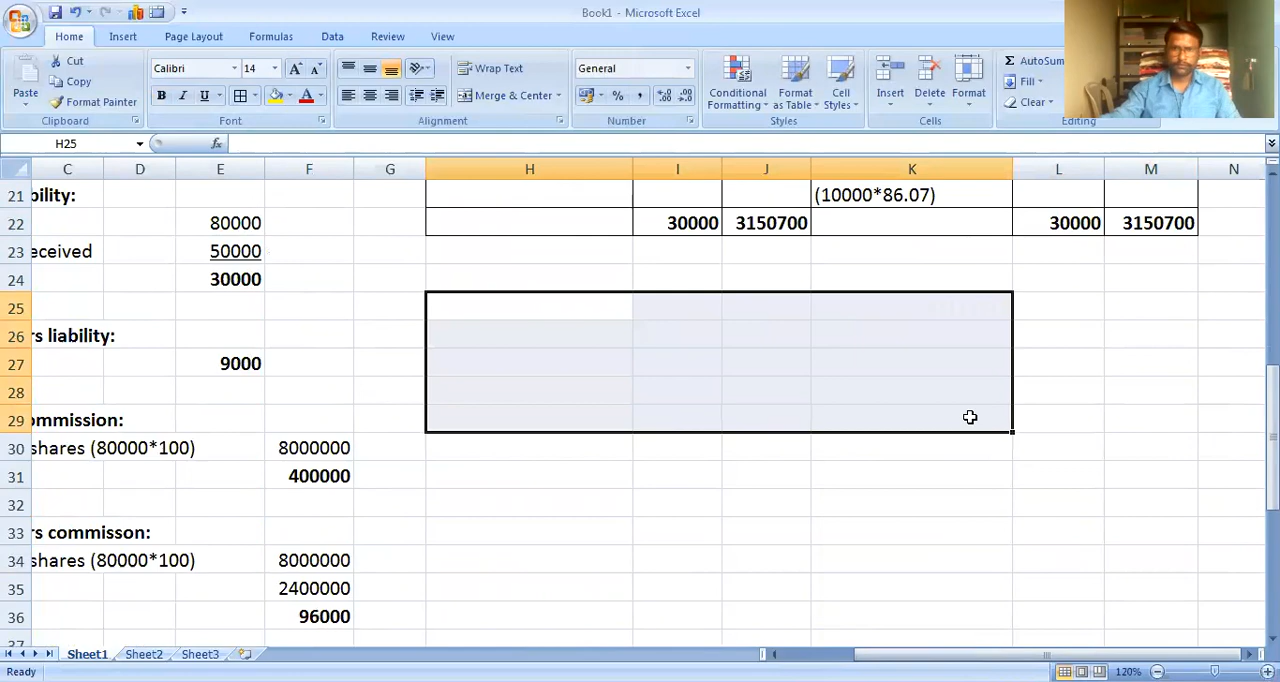 Book1 - Microsoft Excel
Home Insert Page Layout Formulas Data Review View
Cut
Copy
Format Painter
Paste
Clipboard
Calibri 14
B I U
Font
Wrap Text
Merge & Center
Alignment
General
Number
Conditional Formatting
Format as Table
Cell Styles
Styles
Insert Delete Format
Cells
AutoSum
Fill
Clear
Editing
H25 fx
C D E F G H I J K L M N
21 bility: (10000*86.07)
22 80000 30000 3150700 30000 3150700
23 eceived 50000
24 30000
25
26 rs liability:
27 9000
28
29 ommission:
30 shares (80000*100) 8000000
31 400000
32
33 rs commisson:
34 shares (80000*100) 8000000
35 2400000
36 96000
37
Sheet1 Sheet2 Sheet3
Ready 120%